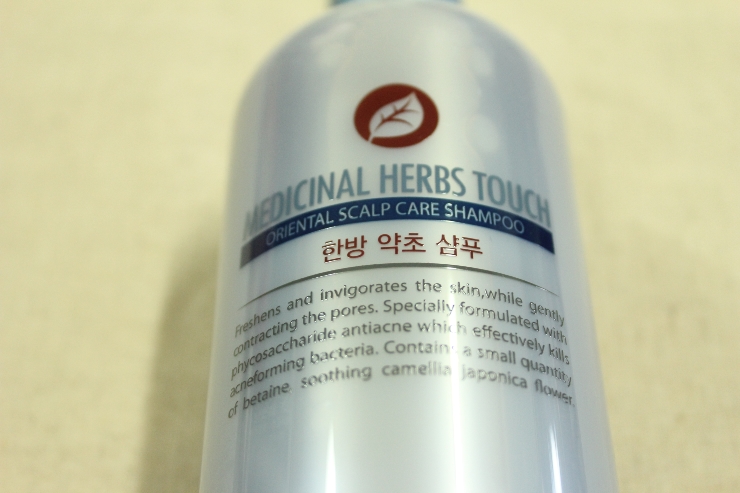 MEDICINAL HERBS TOUCH
ORIENTAL SCALP CARE SHAMPOO
한방 약초 샴푸
Freshens and invigorates the skin,while gently
contracting the pores. Specially formulated with
phycosaccharide antiacne which effectively kills
acneforming bacteria. Contains a small quantity
of betaine, soothing camellia japonica flower.